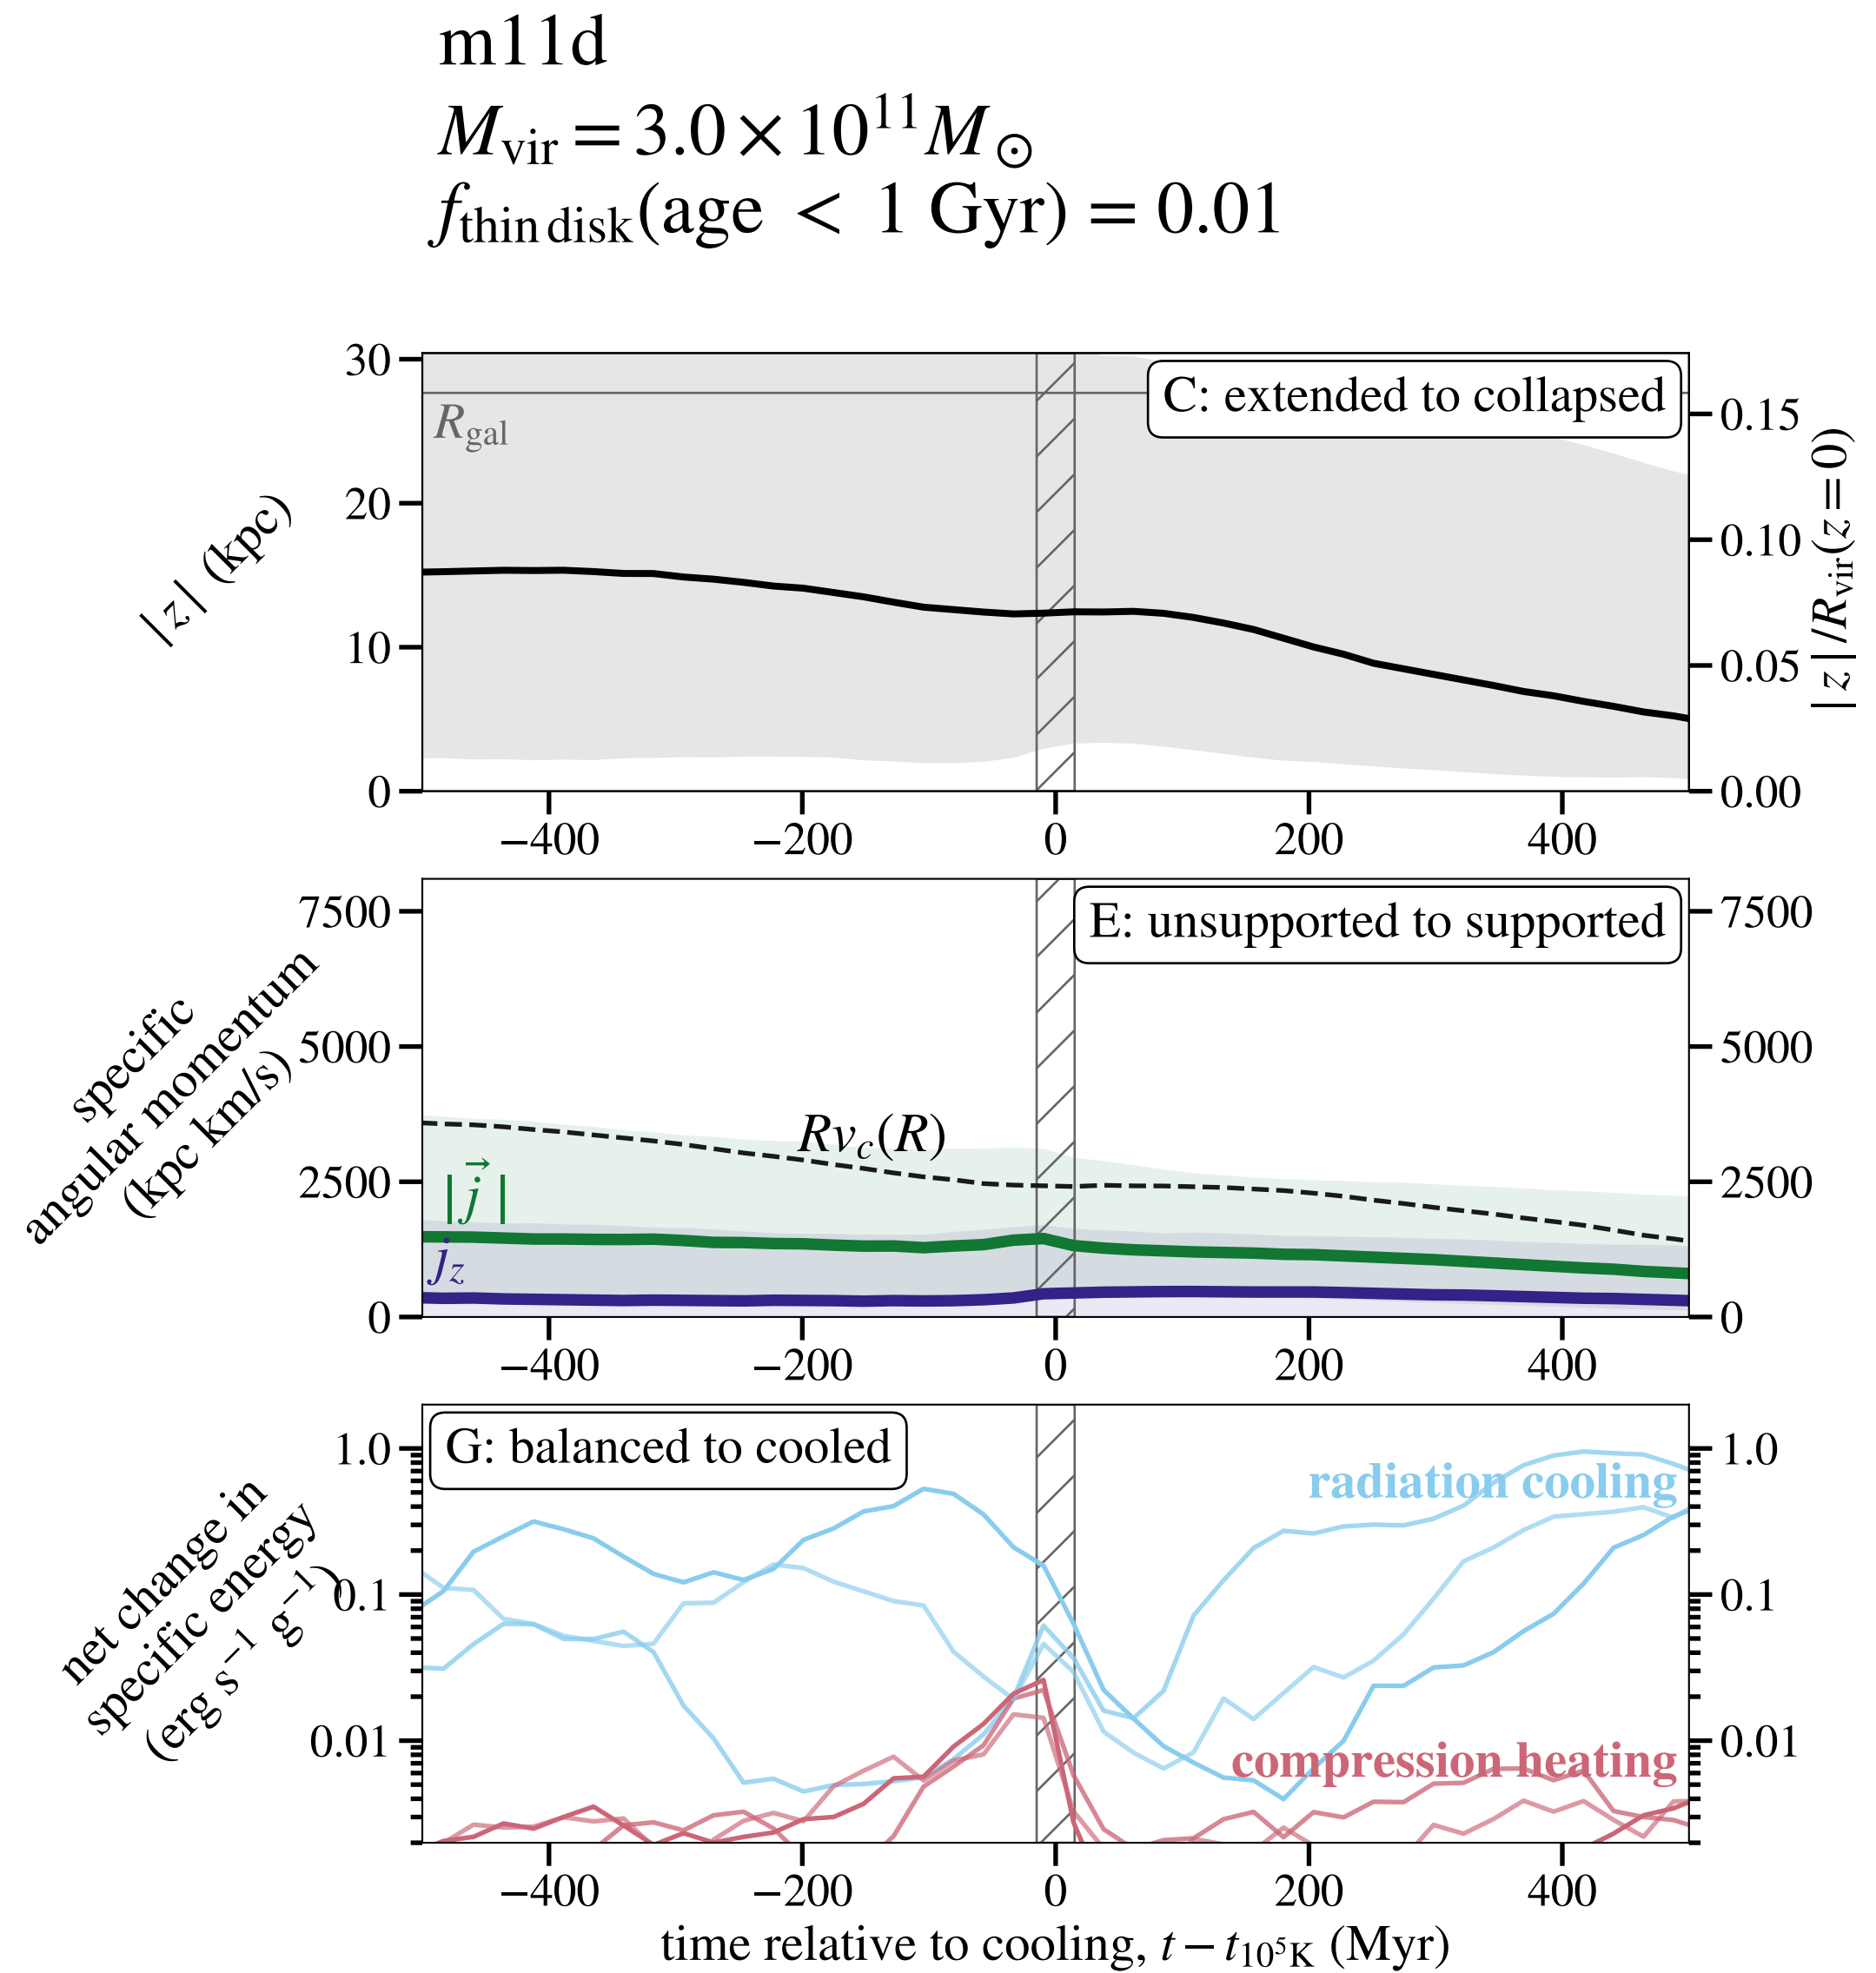 m11d
M_vir = 3.0 × 10^11 M_⊙
f_thin disk(age < 1 Gyr) = 0.01
C: extended to collapsed
R_gal
|z| (kpc)
30
20
10
0
0.15
0.10
0.05
0.00
|z|/R_vir(z=0)
−400 −200 0 200 400
E: unsupported to supported
specific
angular momentum
(kpc km/s)
7500
5000
2500
0
7500
5000
2500
0
Rv_c(R)
|j⃗|
j_z
−400 −200 0 200 400
G: balanced to cooled
net change in
specific energy
(erg s^−1 g^−1)
1.0
0.1
0.01
1.0
0.1
0.01
radiation cooling
compression heating
−400 −200 0 200 400
time relative to cooling, t − t_10^5K (Myr)